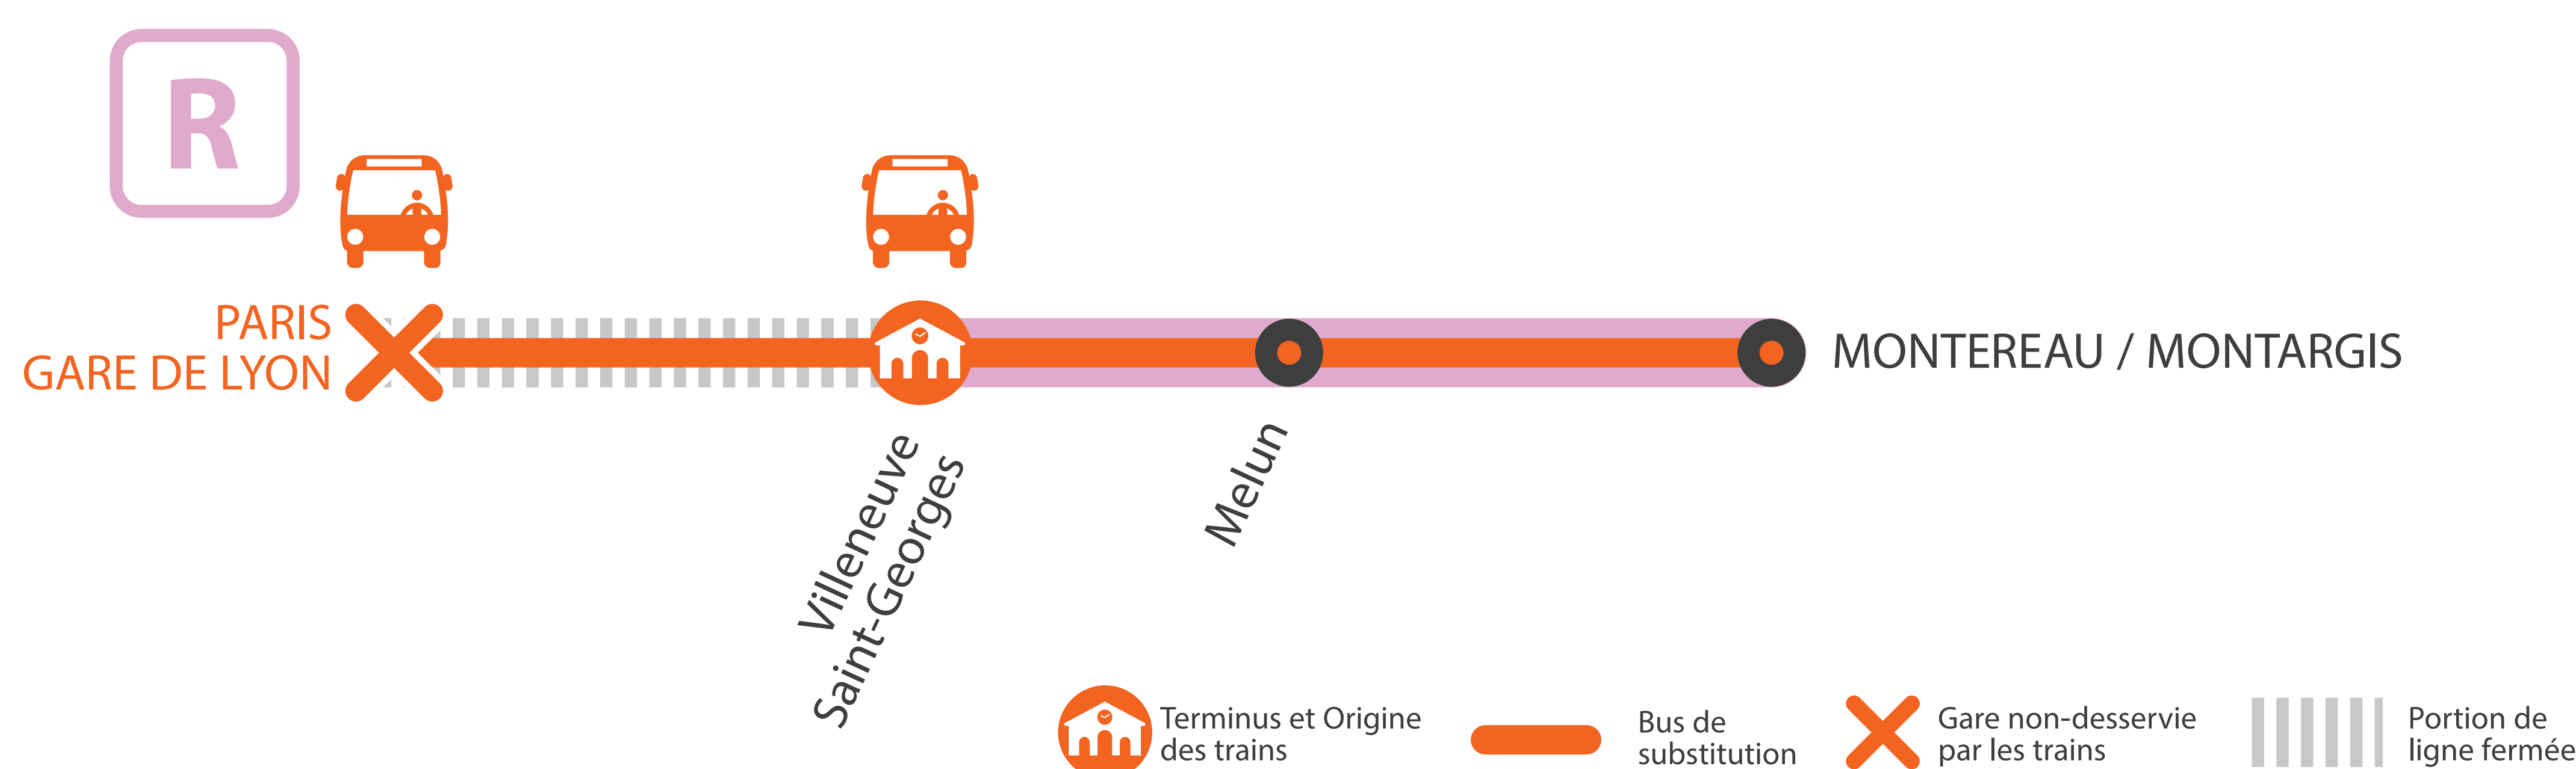 R
PARIS
GARE DE LYON
MONTEREAU / MONTARGIS
Villeneuve
Saint-Georges
Melun
Terminus et Origine
des trains
Bus de
substitution
Gare non-desservie
par les trains
Portion de
ligne fermée